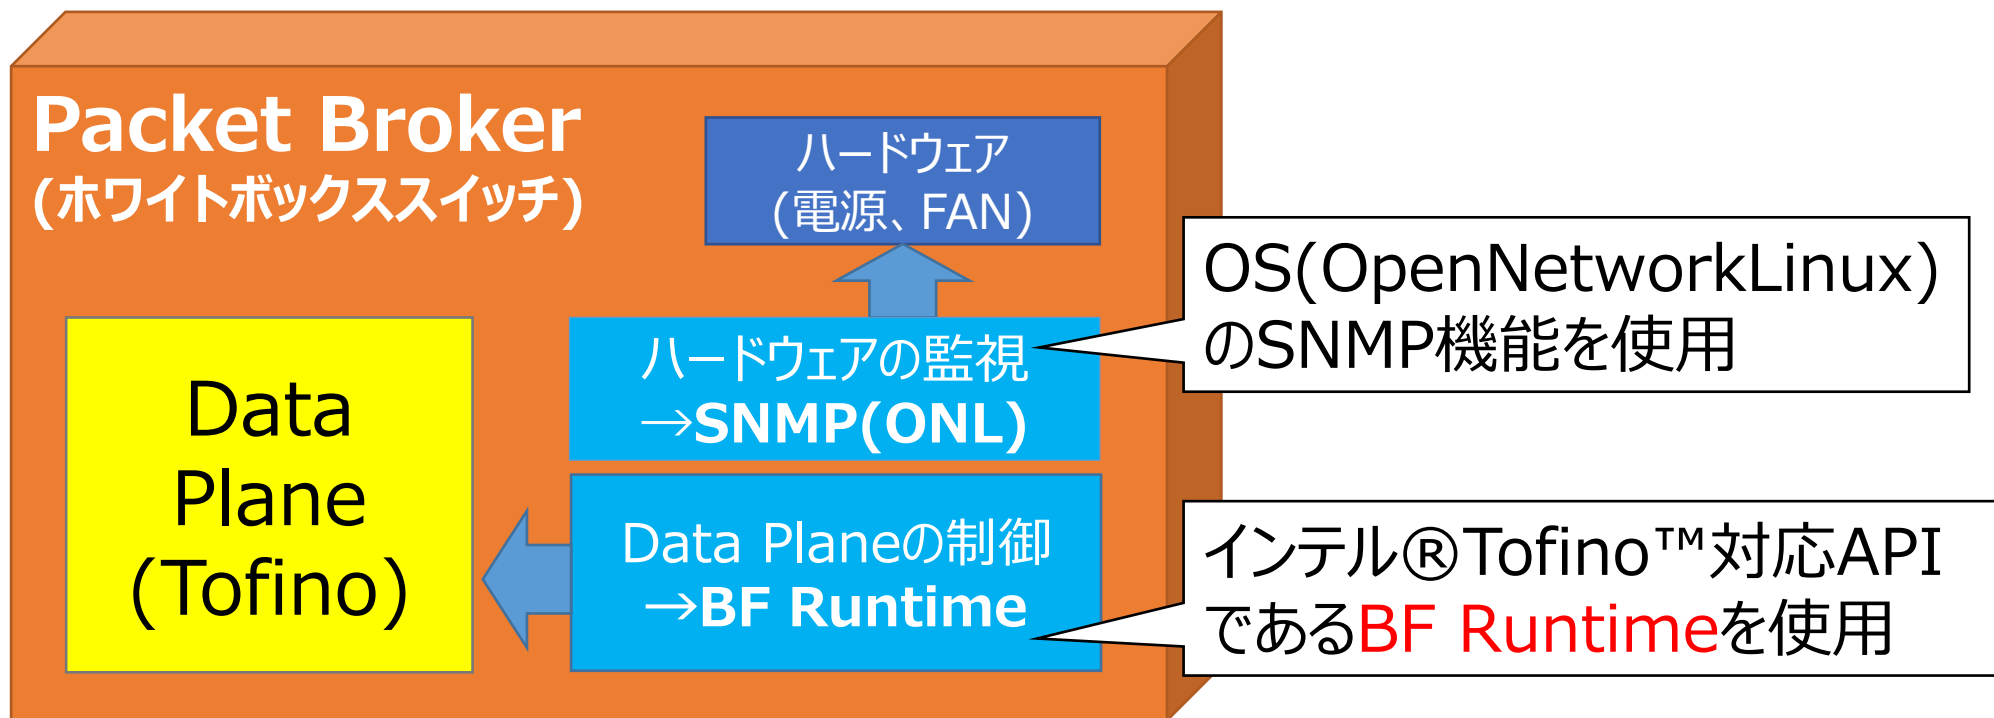 Packet Broker
(ホワイトボックススイッチ)
ハードウェア
(電源、FAN)
OS(OpenNetworkLinux)
のSNMP機能を使用
ハードウェアの監視
→SNMP(ONL)
Data
Plane
(Tofino)
Data Planeの制御
→BF Runtime
インテル®Tofino™対応API
であるBF Runtimeを使用